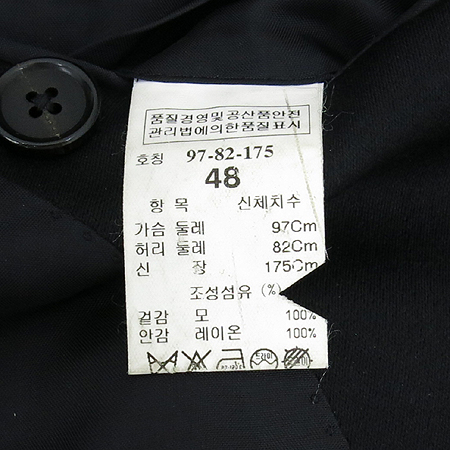 품질경영및공산품안전
관리법에의한품질표시
호칭 97-82-175
48
항 목 신체치수
가슴 둘레 97Cm
허리 둘레 82Cm
신 장 175Cm
조성섬유 (%)
겉감 모 100%
안감 레이온 100%
드라이